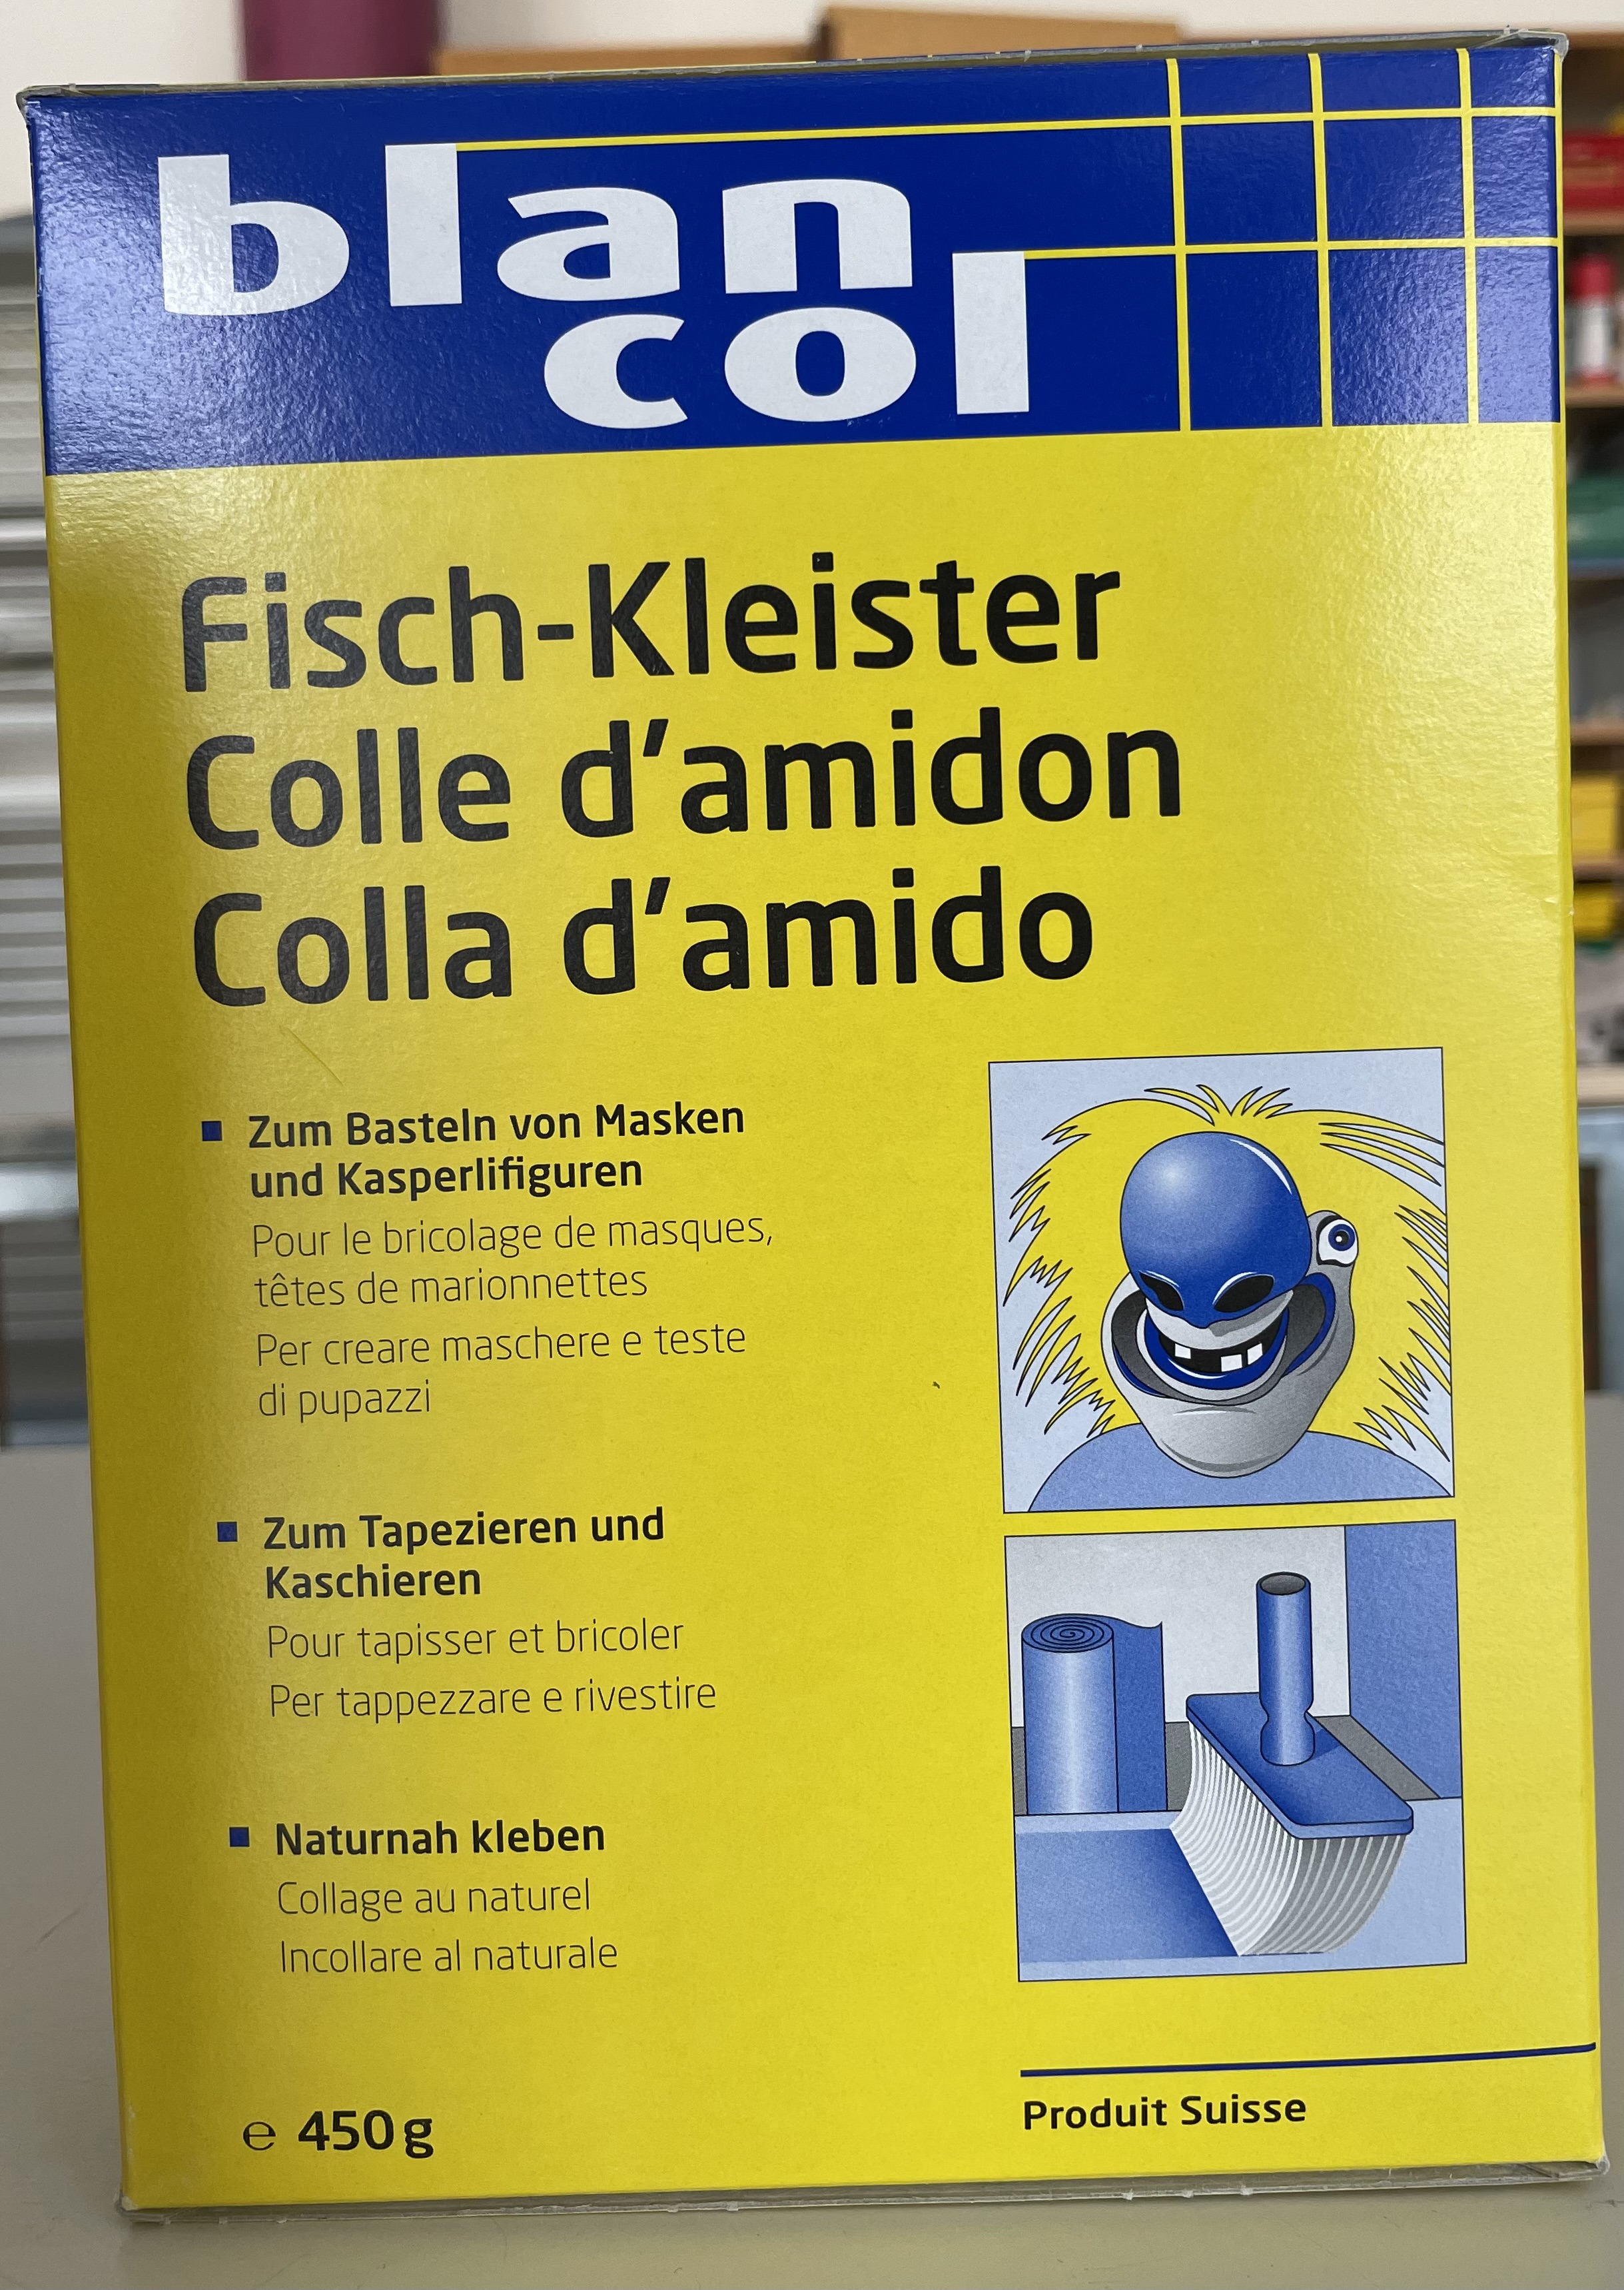 blan
col
Fisch-Kleister
Colle d'amidon
Colla d'amido
Zum Basteln von Masken
und Kasperlifiguren
Pour le bricolage de masques,
têtes de marionnettes
Per creare maschere e teste
di pupazzi
Zum Tapezieren und
Kaschieren
Pour tapisser et bricoler
Per tappezzare e rivestire
Naturnah kleben
Collage au naturel
Incollare al naturale
℮ 450g
Produit Suisse